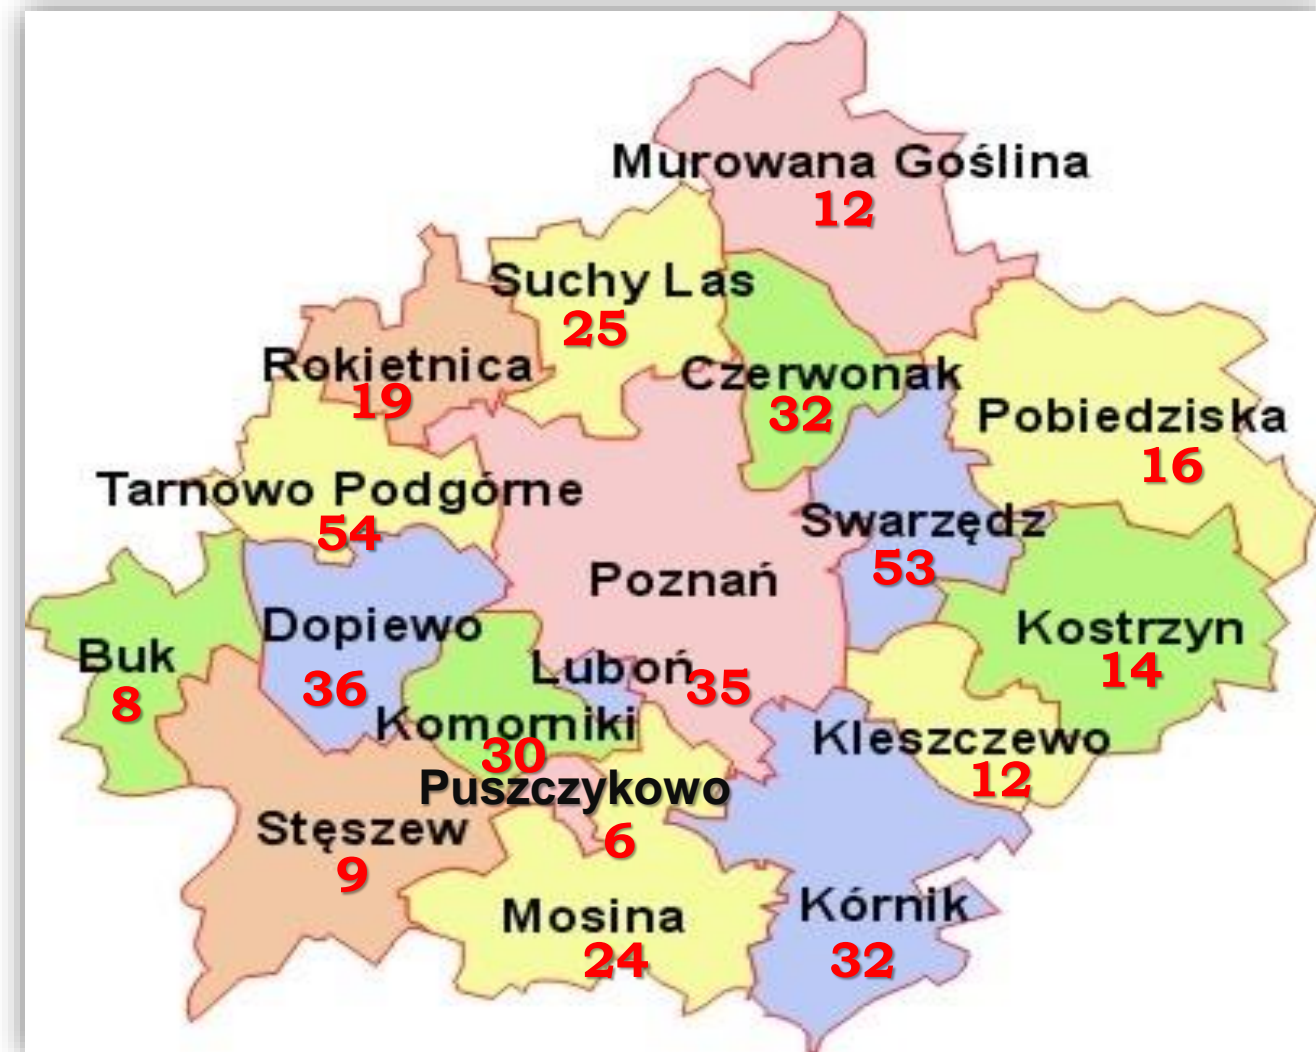 Murowana Goślina
12
Suchy Las
25
Rokietnica
19
Czerwonak
32
Pobiedziska
16
Tarnowo Podgórne
54
Swarzędz
53
Poznań
Dopiewo
36
Buk
8
Luboń
35
Kostrzyn
14
Komorniki
30
Kleszczewo
12
Puszczykowo
6
Stęszew
9
Mosina
24
Kórnik
32